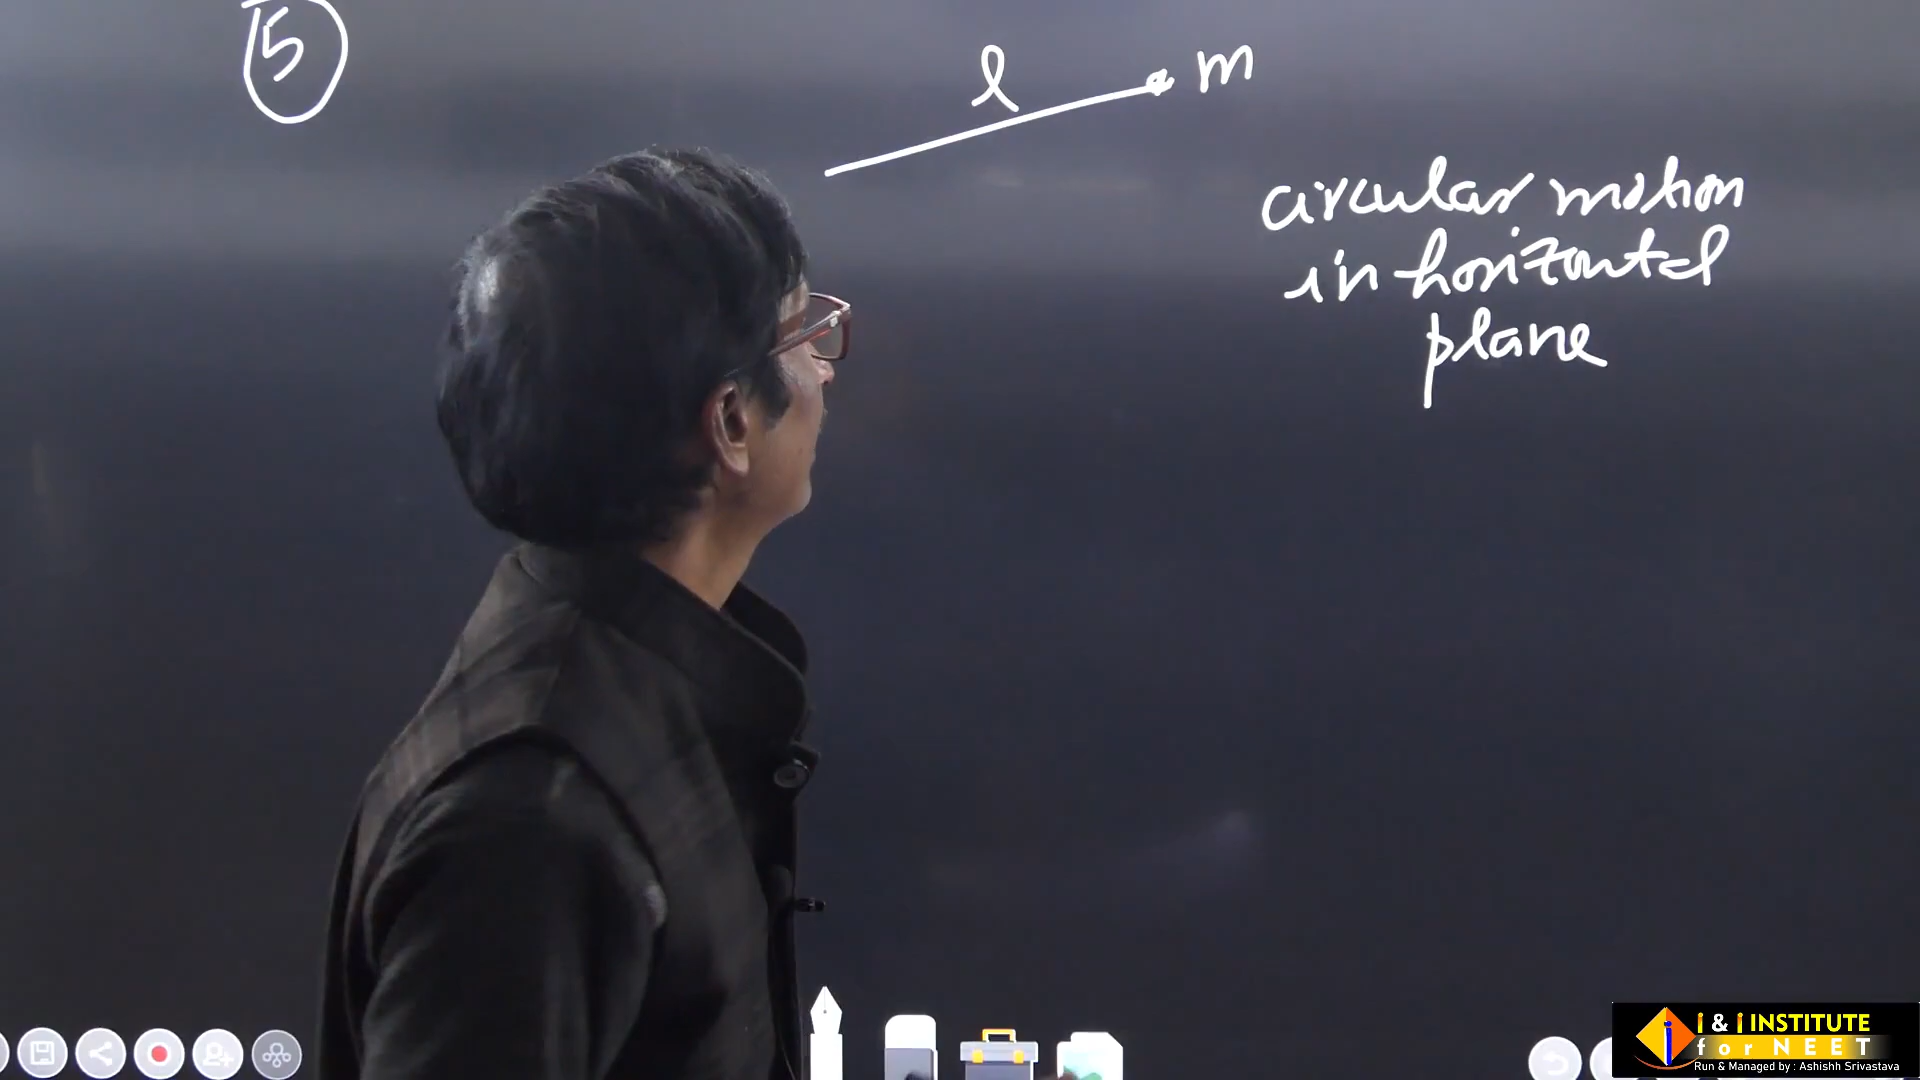 5
l
m
circular motion
in horizontal
plane
i & i INSTITUTE
for NEET
Run & Managed by : Ashishh Srivastava